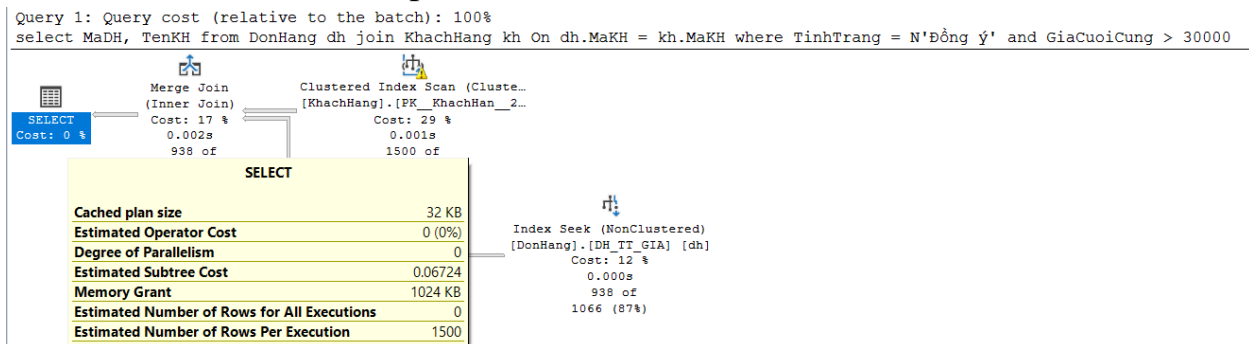 Query 1: Query cost (relative to the batch): 100%
select MaDH, TenKH from DonHang dh join KhachHang kh On dh.MaKH = kh.MaKH where TinhTrang = N'Đồng ý' and GiaCuoiCung > 30000
SELECT
Cost: 0 %
Merge Join
(Inner Join)
Cost: 17 %
0.002s
938 of
Clustered Index Scan (Cluste…
[KhachHang].[PK__KhachHan__2…
Cost: 29 %
0.001s
1500 of
SELECT
Cached plan size 32 KB
Estimated Operator Cost 0 (0%)
Degree of Parallelism 0
Estimated Subtree Cost 0.06724
Memory Grant 1024 KB
Estimated Number of Rows for All Executions 0
Estimated Number of Rows Per Execution 1500
Index Seek (NonClustered)
[DonHang].[DH_TT_GIA] [dh]
Cost: 12 %
0.000s
938 of
1066 (87%)